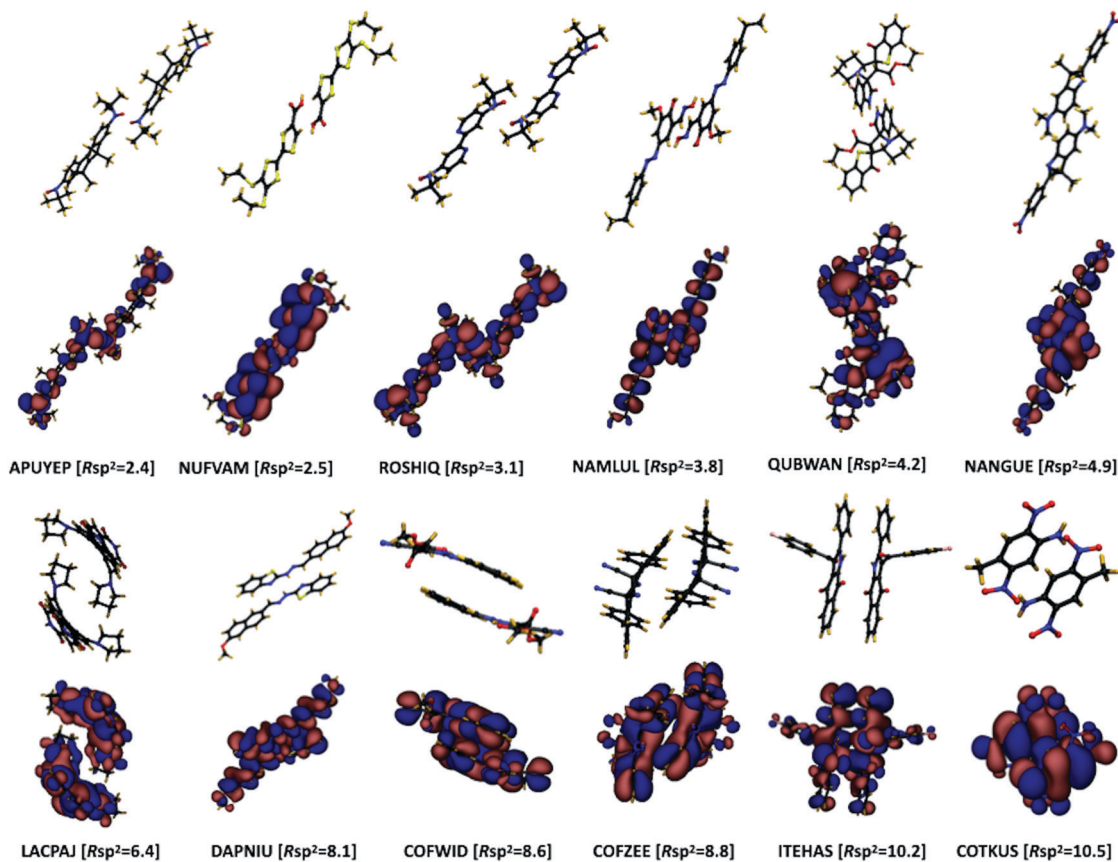 APUYEP [Rsp²=2.4] NUFVAM [Rsp²=2.5] ROSHIQ [Rsp²=3.1] NAMLUL [Rsp²=3.8] QUBWAN [Rsp²=4.2] NANGUE [Rsp²=4.9]
LACPAJ [Rsp²=6.4] DAPNIU [Rsp²=8.1] COFWID [Rsp²=8.6] COFZEE [Rsp²=8.8] ITEHAS [Rsp²=10.2] COTKUS [Rsp²=10.5]